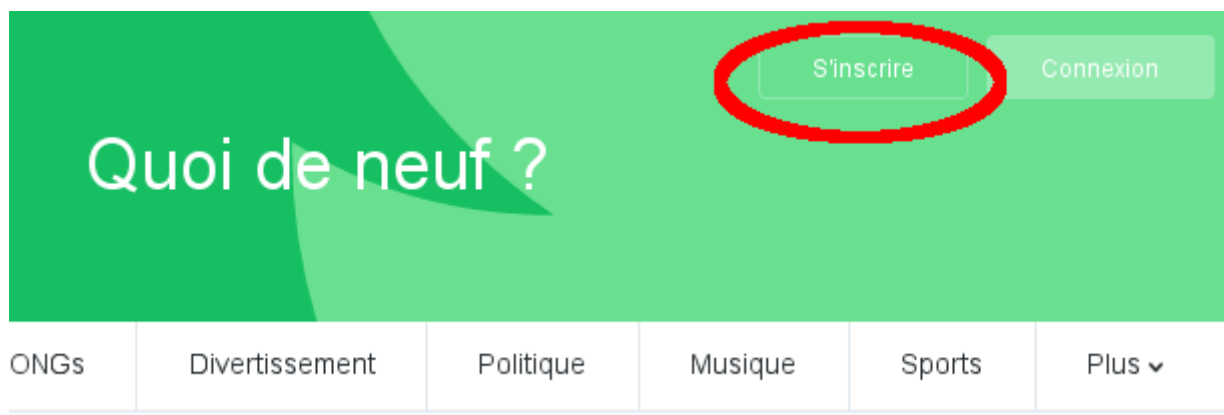 S'inscrire Connexion
Quoi de neuf ?
ONGs Divertissement Politique Musique Sports Plus